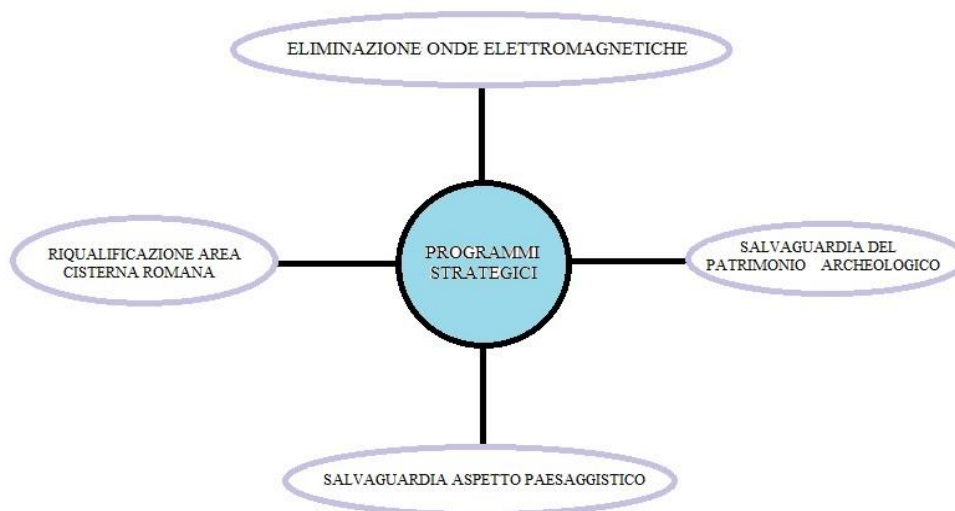 ELIMINAZIONE ONDE ELETTROMAGNETICHE
RIQUALIFICAZIONE AREA
CISTERNA ROMANA
PROGRAMMI
STRATEGICI
SALVAGUARDIA DEL
PATRIMONIO ARCHEOLOGICO
SALVAGUARDIA ASPETTO PAESAGGISTICO